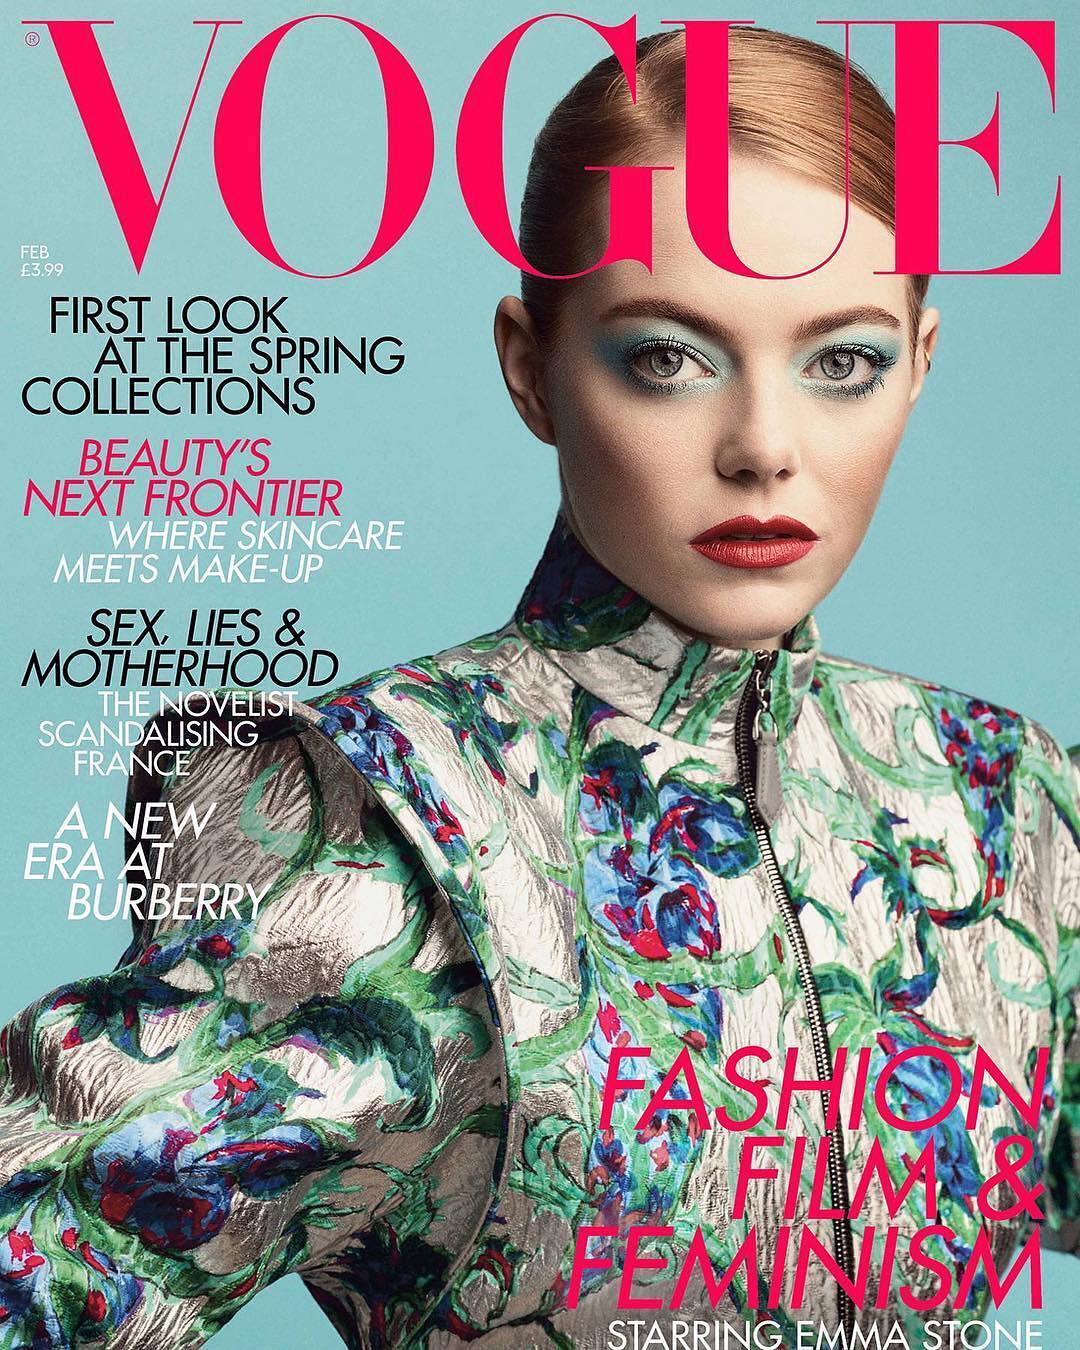 VOGUE
®
FEB
£3.99
FIRST LOOK
AT THE SPRING
COLLECTIONS
BEAUTY'S
NEXT FRONTIER
WHERE SKINCARE
MEETS MAKE-UP
SEX, LIES &
MOTHERHOOD
THE NOVELIST
SCANDALISING
FRANCE
A NEW
ERA AT
BURBERRY
FASHION
FILM &
FEMINISM
STARRING EMMA STONE